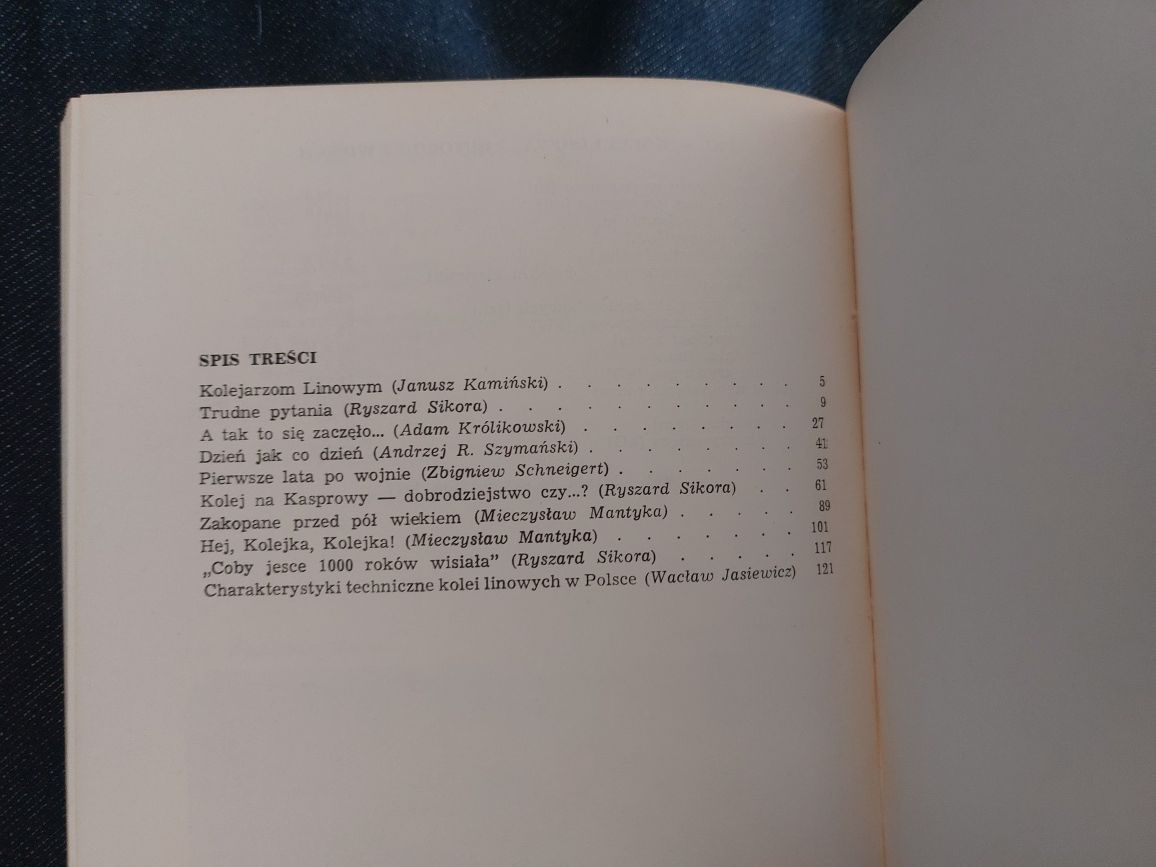 SPIS TREŚCI
Kolejarzom Linowym (Janusz Kamiński) . . . . . . . . . 5
Trudne pytania (Ryszard Sikora) . . . . . . . . . . . 9
A tak to się zaczęło... (Adam Królikowski) . . . . . . . . 27
Dzień jak co dzień (Andrzej R. Szymański) . . . . . . . . 41
Pierwsze lata po wojnie (Zbigniew Schneigert) . . . . . . . 53
Kolej na Kasprowy — dobrodziejstwo czy...? (Ryszard Sikora) . . 61
Zakopane przed pół wiekiem (Mieczysław Mantyka) . . . . . 89
Hej, Kolejka, Kolejka! (Mieczysław Mantyka) . . . . . . . 101
„Coby jesce 1000 roków wisiała” (Ryszard Sikora) . . . . . 117
Charakterystyki techniczne kolei linowych w Polsce (Wacław Jasiewicz) 121